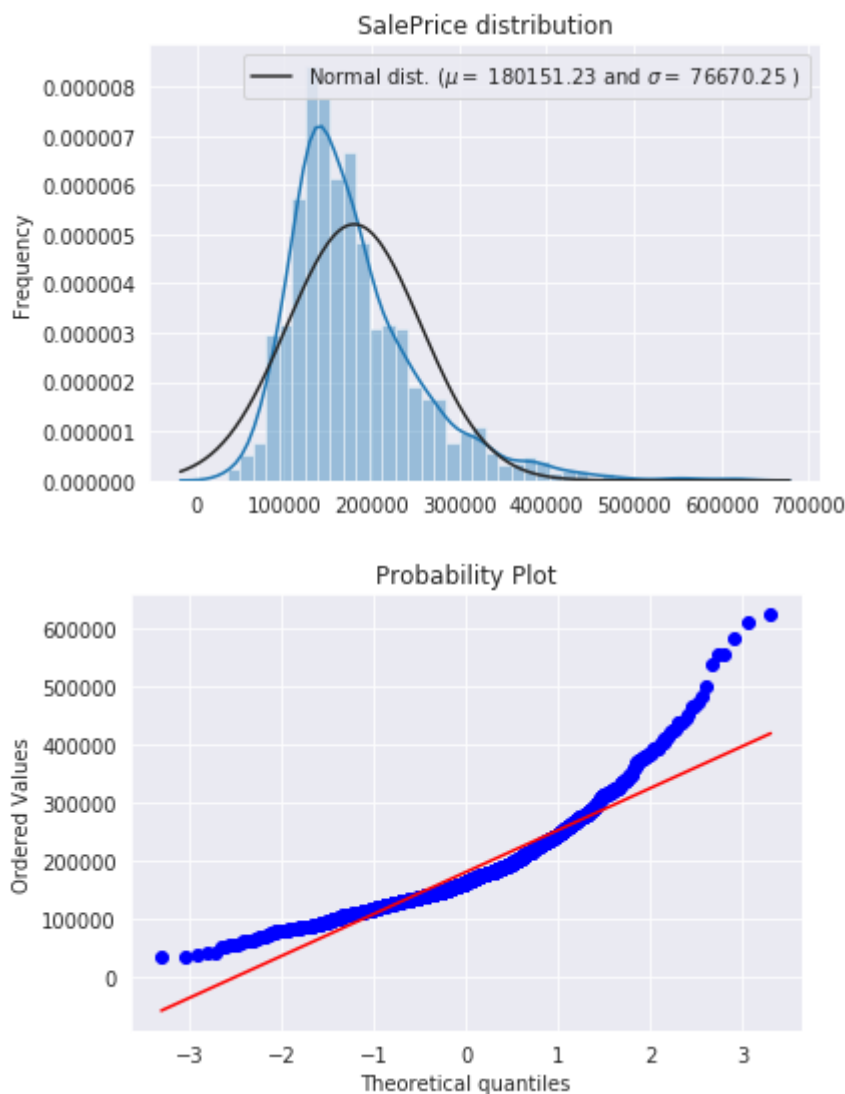 SalePrice distribution
Normal dist. (μ = 180151.23 and σ = 76670.25 )
0.000008
0.000007
0.000006
0.000005
0.000004
0.000003
0.000002
0.000001
0.000000
Frequency
0 100000 200000 300000 400000 500000 600000 700000
Probability Plot
600000
500000
400000
300000
200000
100000
0
Ordered Values
−3 −2 −1 0 1 2 3
Theoretical quantiles